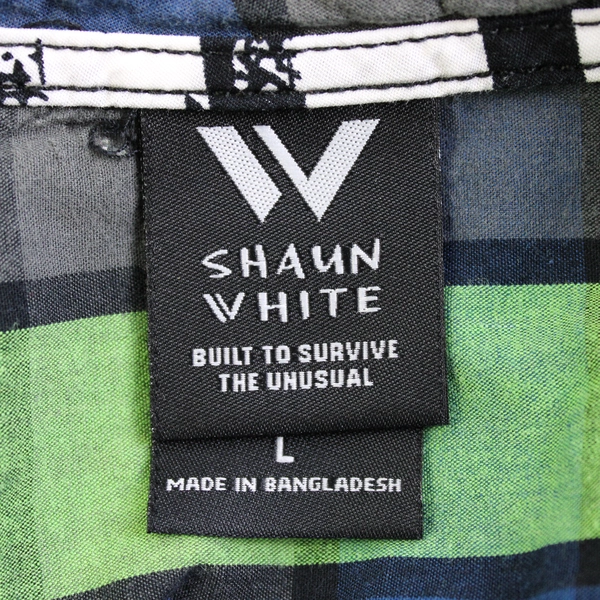 SHAUN
WHITE
BUILT TO SURVIVE
THE UNUSUAL
L
MADE IN BANGLADESH